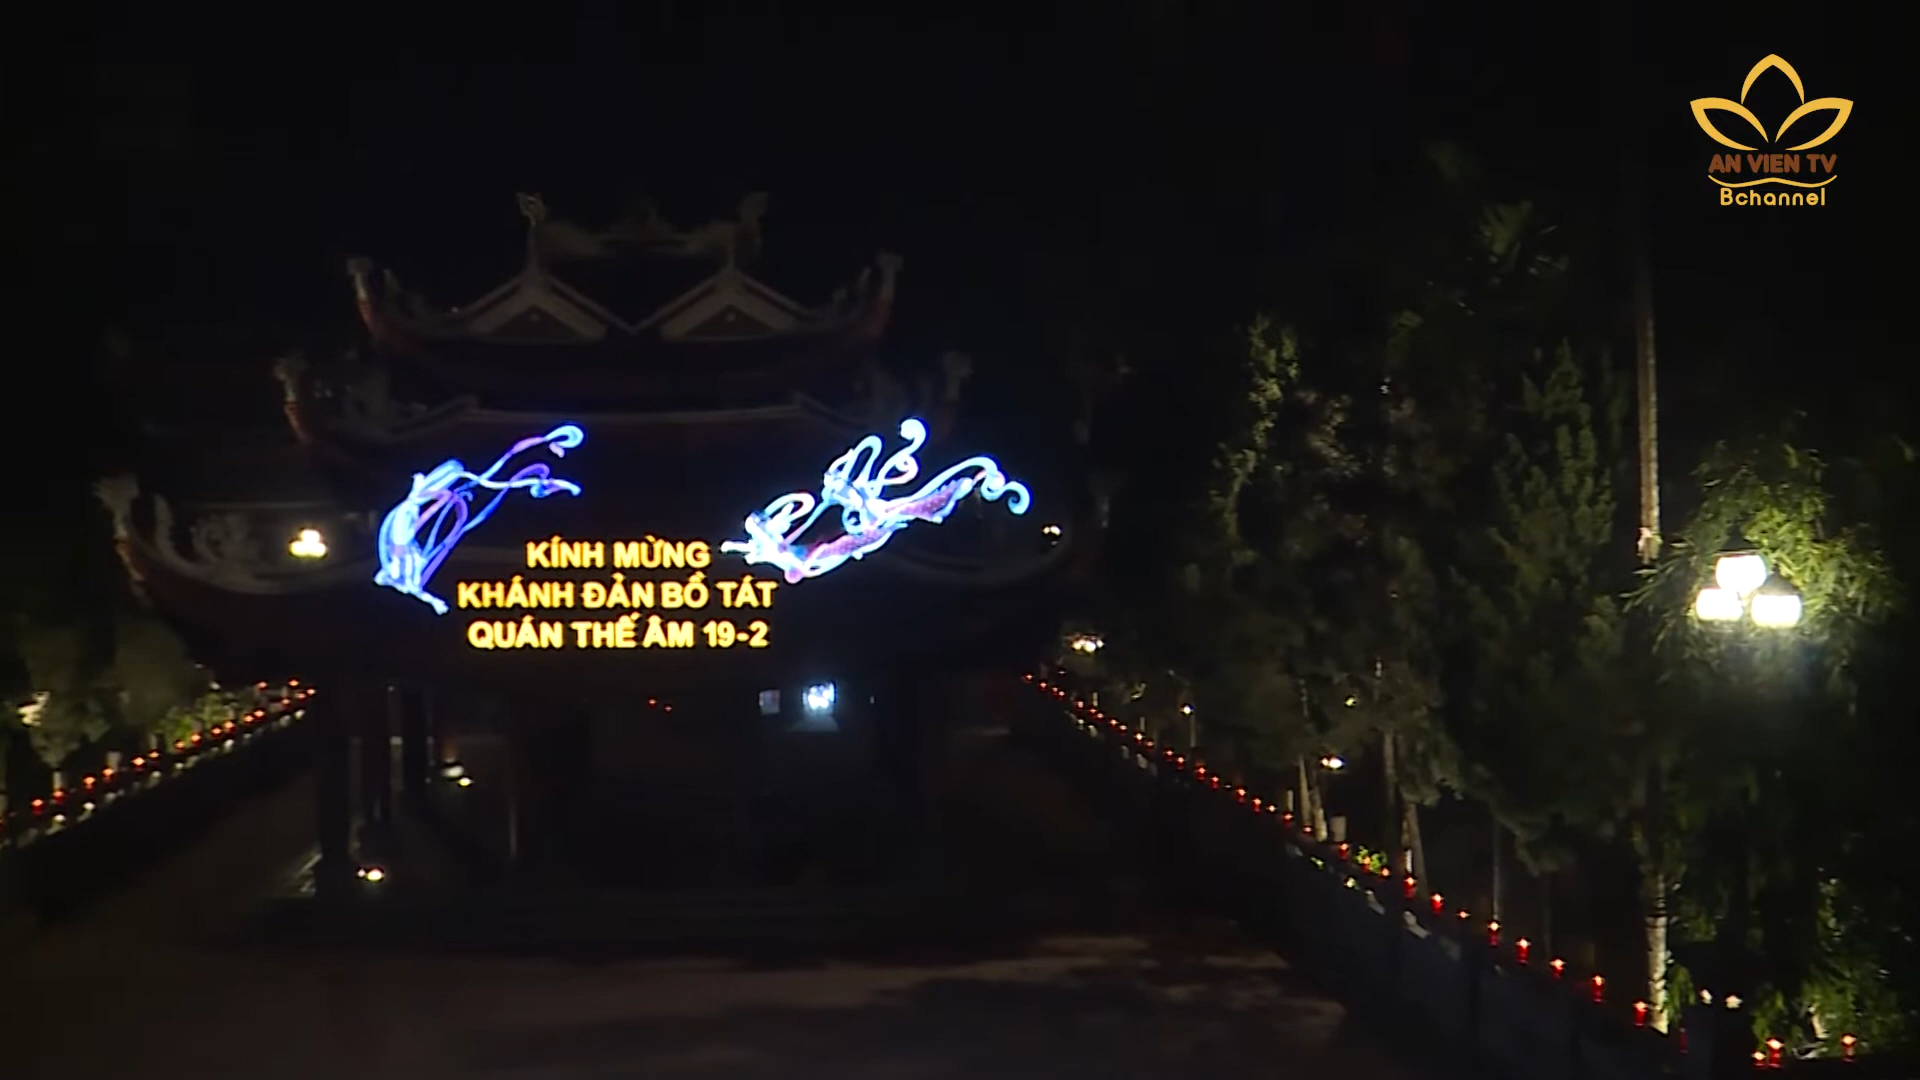 AN VIEN TV
Bchannel
KÍNH MỪNG
KHÁNH ĐẢN BỒ TÁT
QUÁN THẾ ÂM 19-2